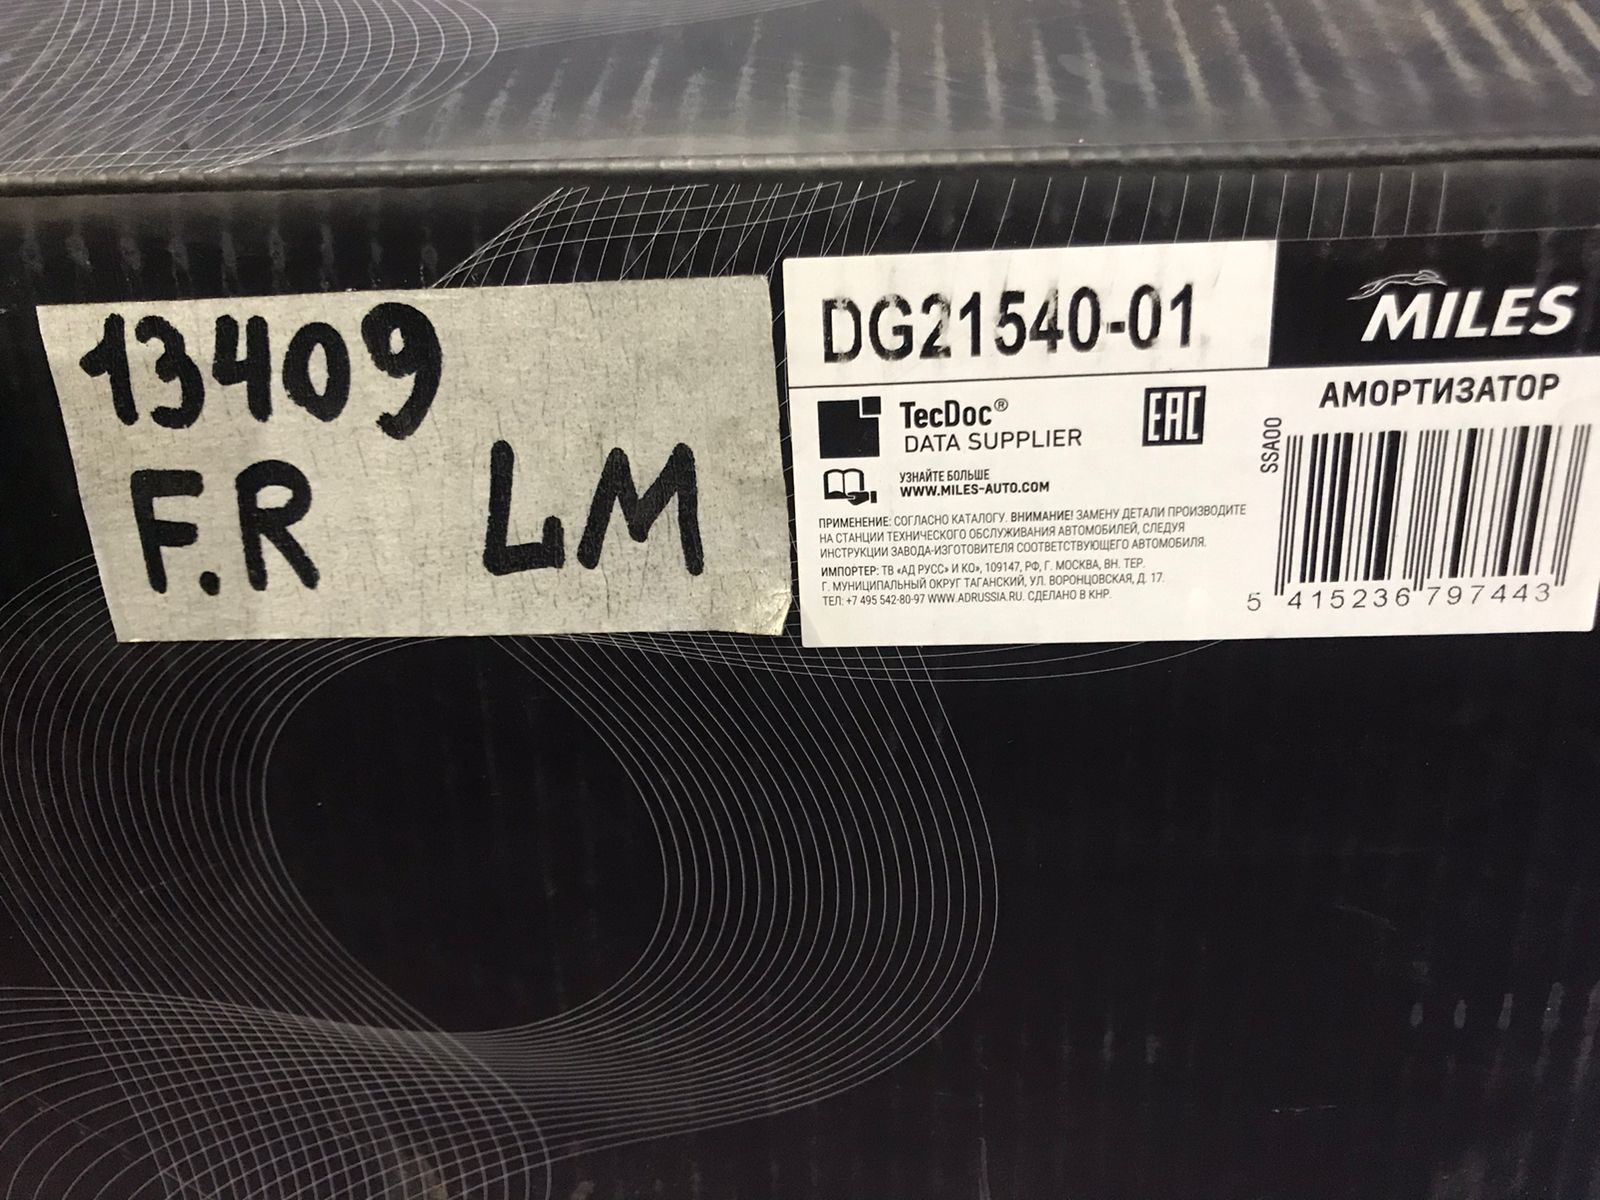 13409
F.R LM
DG21540-01
MILES
TecDoc®
DATA SUPPLIER
EAC
АМОРТИЗАТОР
SSA00
УЗНАЙТЕ БОЛЬШЕ
WWW.MILES-AUTO.COM
ПРИМЕНЕНИЕ: СОГЛАСНО КАТАЛОГУ. ВНИМАНИЕ! ЗАМЕНУ ДЕТАЛИ ПРОИЗВОДИТЕ
НА СТАНЦИИ ТЕХНИЧЕСКОГО ОБСЛУЖИВАНИЯ АВТОМОБИЛЕЙ, СЛЕДУЯ
ИНСТРУКЦИИ ЗАВОДА-ИЗГОТОВИТЕЛЯ СООТВЕТСТВУЮЩЕГО АВТОМОБИЛЯ.
ИМПОРТЕР: ТВ «АД РУСС» И КО», 109147, РФ, Г. МОСКВА, ВН. ТЕР.
Г. МУНИЦИПАЛЬНЫЙ ОКРУГ ТАГАНСКИЙ, УЛ. ВОРОНЦОВСКАЯ, Д. 17.
ТЕЛ: +7 495 542-80-97 WWW.ADRUSSIA.RU. СДЕЛАНО В КНР.
5 415236 797443